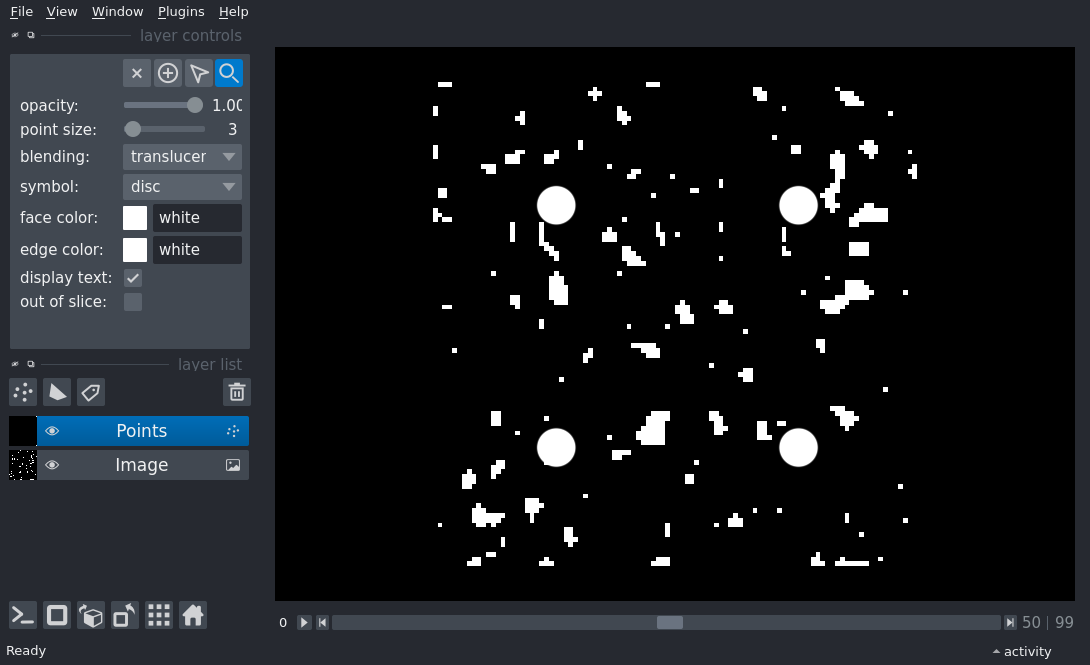 File View Window Plugins Help
layer controls
opacity: 1.00
point size: 3
blending: translucer
symbol: disc
face color: white
edge color: white
display text:
out of slice:
layer list
Points
Image
0 50 | 99
Ready activity